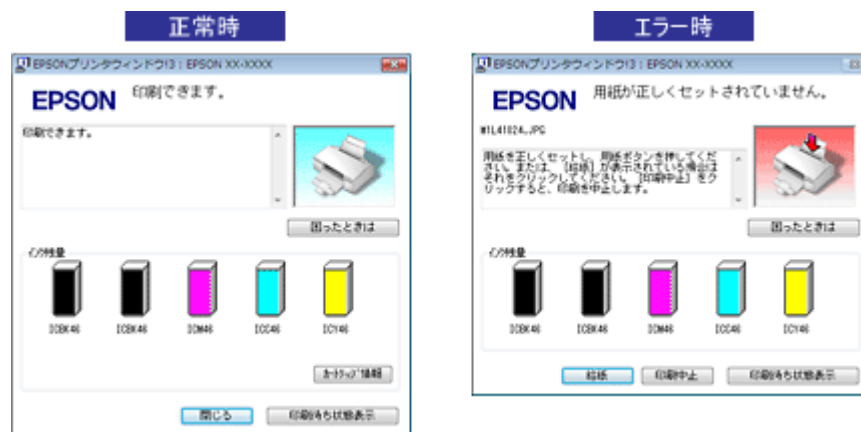 正常時
EPSONプリンタウィンドウ!3 : EPSON XX-XXXX
EPSON
印刷できます。
印刷できます。
困ったときは
インク残量
ICBK46
ICBK46
ICM46
ICC46
ICY46
カートリッジ情報
閉じる
印刷待ち状態表示
エラー時
EPSONプリンタウィンドウ!3 : EPSON XX-XXXX
EPSON
用紙が正しくセットされていません。
用紙を正しくセットし、用紙ボタンを押してくだ
さい。または、［給紙］が表示されている場合は
それをクリックしてください。［印刷中止］をク
リックすると、印刷を中止します。
困ったときは
インク残量
ICBK46
ICBK46
ICM46
ICC46
ICY46
給紙
印刷中止
印刷待ち状態表示